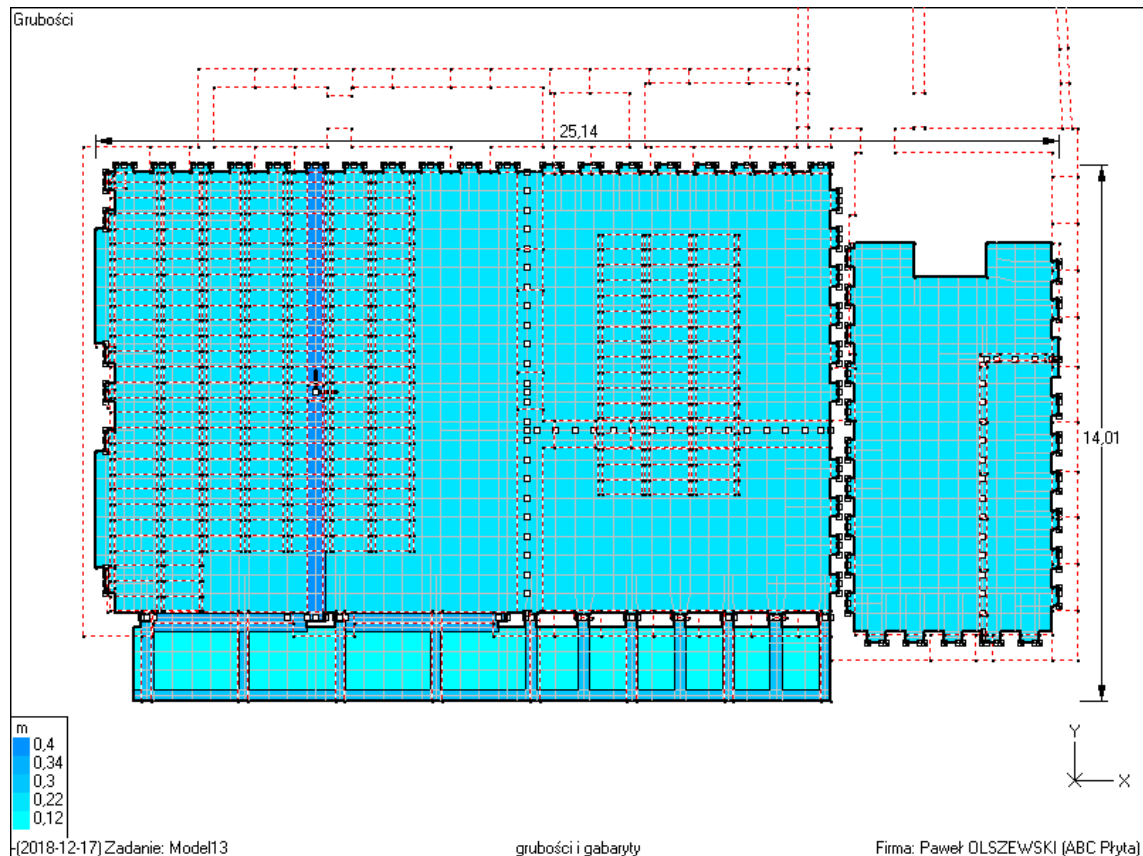 Grubości
25,14
14,01
m
0,4
0,34
0,3
0,22
0,12
Y
X
-(2018-12-17) Zadanie: Model13
grubości i gabaryty
Firma: Paweł OLSZEWSKI (ABC Płyta)